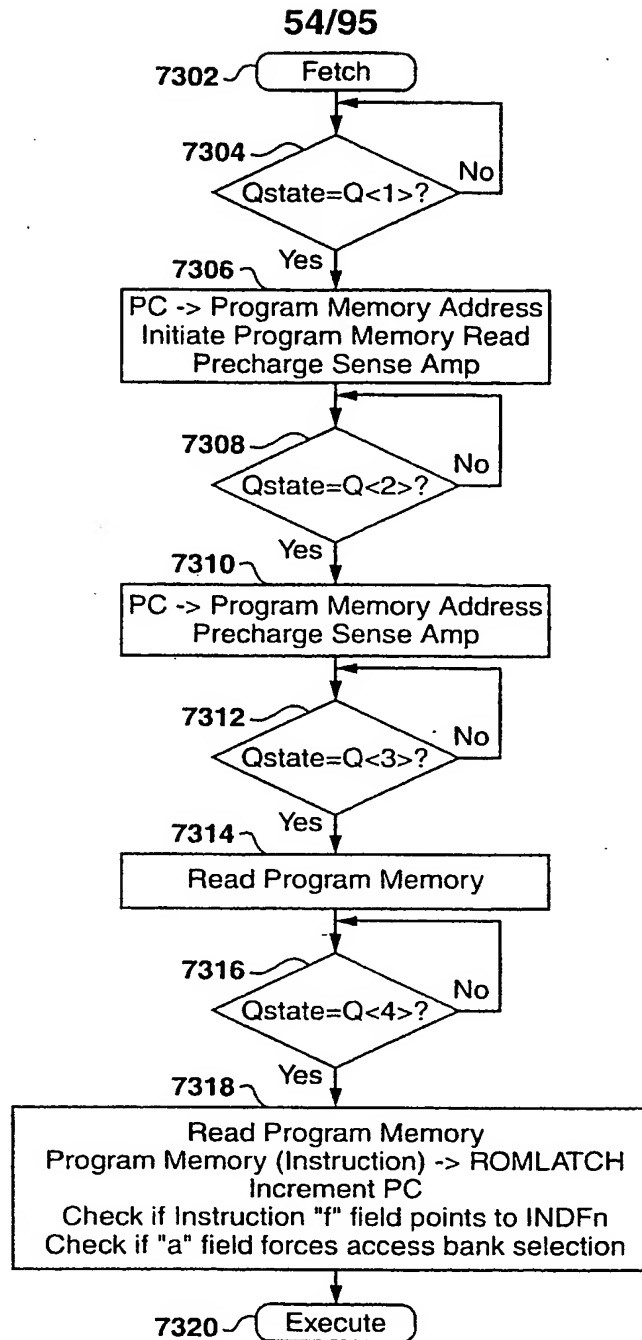 54/95
7302
Fetch
7304
Qstate=Q<1>?
No
Yes
7306
PC -> Program Memory Address
Initiate Program Memory Read
Precharge Sense Amp
7308
Qstate=Q<2>?
No
Yes
7310
PC -> Program Memory Address
Precharge Sense Amp
7312
Qstate=Q<3>?
No
Yes
7314
Read Program Memory
7316
Qstate=Q<4>?
No
Yes
7318
Read Program Memory
Program Memory (Instruction) -> ROMLATCH
Increment PC
Check if Instruction "f" field points to INDFn
Check if "a" field forces access bank selection
7320
Execute